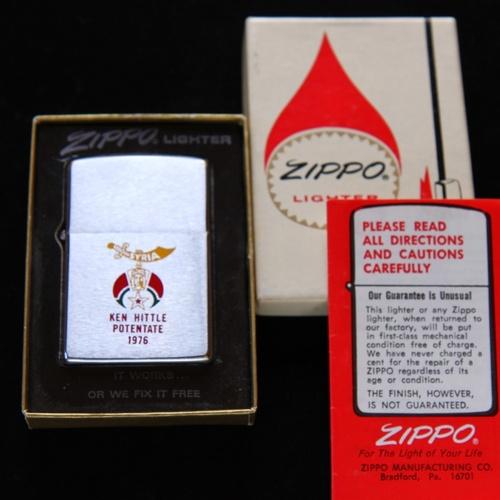 ZIPPO® LIGHTER
SYRIA
KEN HITTLE
POTENTATE
1976
IT WORKS...
OR WE FIX IT FREE
ZIPPO®
LIGHTER
PLEASE READ
ALL DIRECTIONS
AND CAUTIONS
CAREFULLY
Our Guarantee is Unusual
This lighter or any Zippo
lighter, when returned to
our factory, will be put
in first-class mechanical
condition free of charge.
We have never charged a
cent for the repair of a
ZIPPO regardless of its
age or condition.
THE FINISH, HOWEVER,
IS NOT GUARANTEED.
ZIPPO®
For The Light of Your Life
ZIPPO MANUFACTURING CO.
Bradford, Pa. 16701